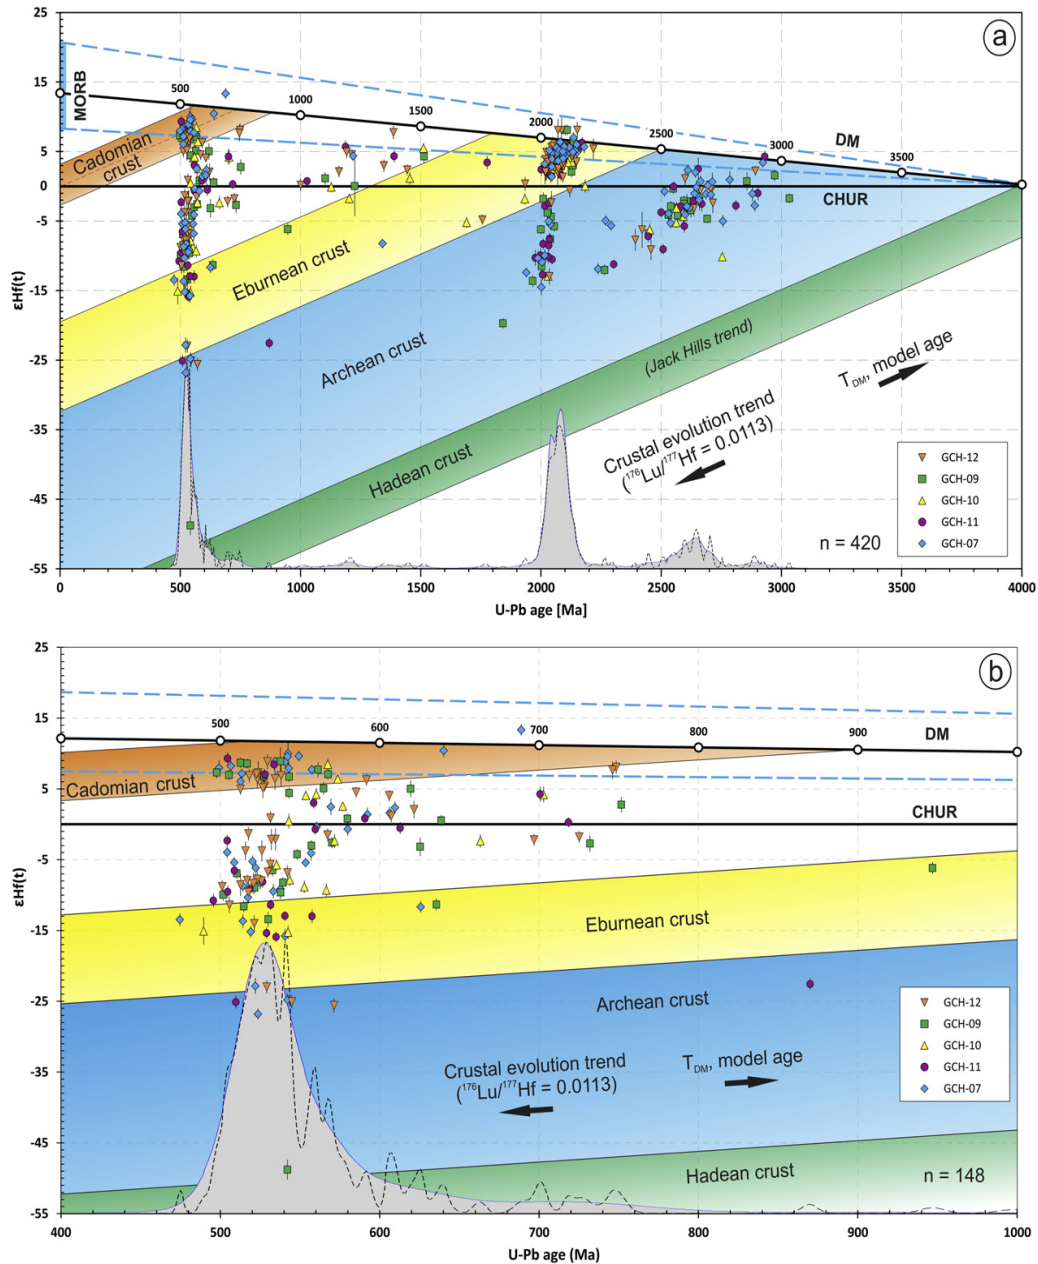 a
25
15
5
0
-5
-15
-25
-35
-45
-55
εHf(t)
MORB
500
1000
1500
2000
2500
3000
3500
DM
CHUR
Cadomian
crust
Eburnean crust
Archean crust
Hadean crust
(Jack Hills trend)
TDM, model age
Crustal evolution trend
(176Lu/177Hf = 0.0113)
GCH-12
GCH-09
GCH-10
GCH-11
GCH-07
n = 420
0
500
1000
1500
2000
2500
3000
3500
4000
U-Pb age [Ma]
b
25
15
5
-5
-15
-25
-35
-45
-55
εHf(t)
500
600
700
800
900
DM
CHUR
Cadomian crust
Eburnean crust
Archean crust
Crustal evolution trend
(176Lu/177Hf = 0.0113)
TDM, model age
Hadean crust
GCH-12
GCH-09
GCH-10
GCH-11
GCH-07
n = 148
400
500
600
700
800
900
1000
U-Pb age (Ma)